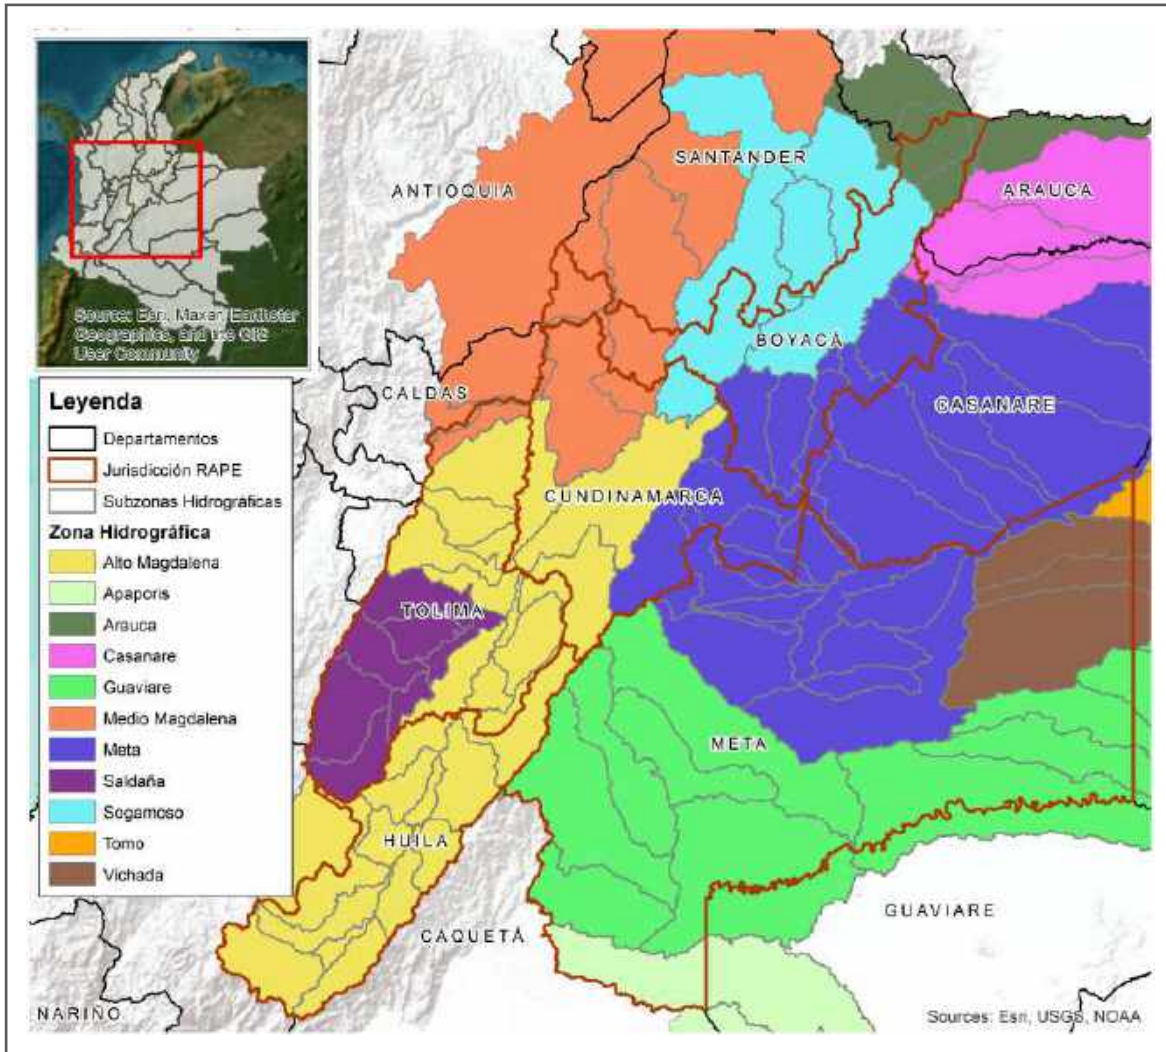 Source: Esri, Maxar, Earthstar
Geographics, and the GIS
User Community
Leyenda
Departamentos
Jurisdicción RAPE
Subzonas Hidrográficas
Zona Hidrográfica
Alto Magdalena
Apaporis
Arauca
Casanare
Guaviare
Medio Magdalena
Meta
Saldaña
Sogamoso
Tomo
Vichada
SANTANDER
ANTIOQUIA
ARAUCA
BOYACÁ
CALDAS
CASANARE
CUNDINAMARCA
TOLIMA
META
HUILA
GUAVIARE
CAQUETÁ
NARIÑO
Sources: Esri, USGS, NOAA